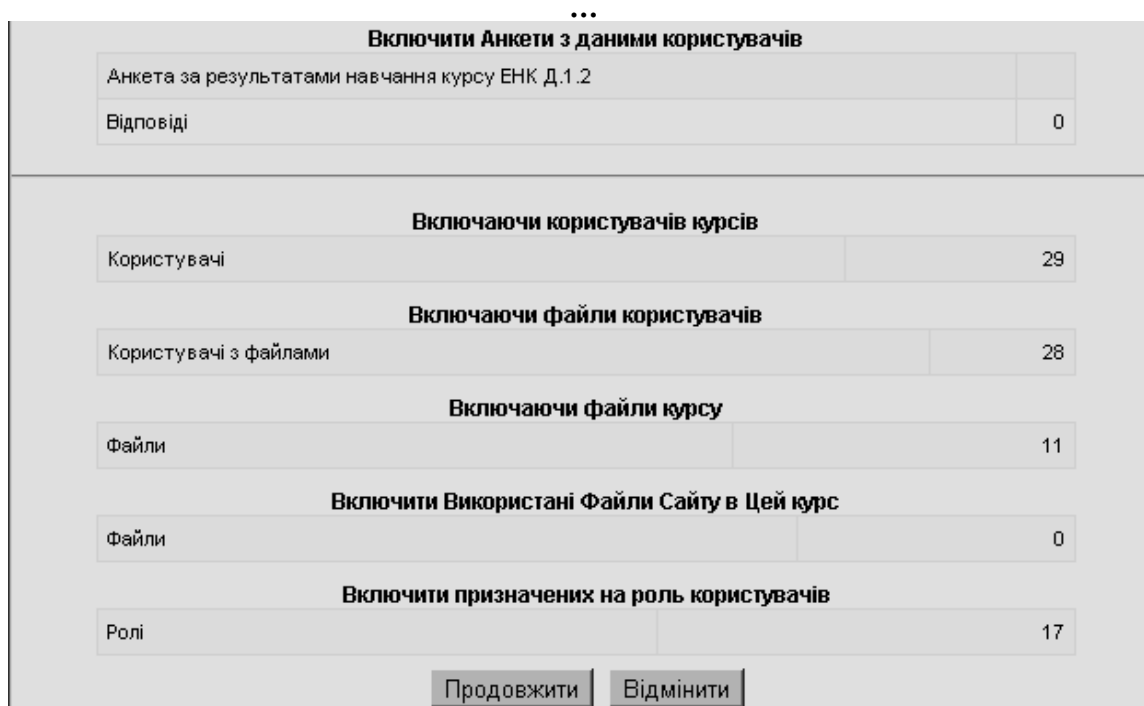 ...
Включити Анкети з даними користувачів
Анкета за результатами навчання курсу ЕНК Д.1.2
Відповіді 0
Включаючи користувачів курсів
Користувачі 29
Включаючи файли користувачів
Користувачі з файлами 28
Включаючи файли курсу
Файли 11
Включити Використані Файли Сайту в Цей курс
Файли 0
Включити призначених на роль користувачів
Ролі 17
Продовжити Відмінити